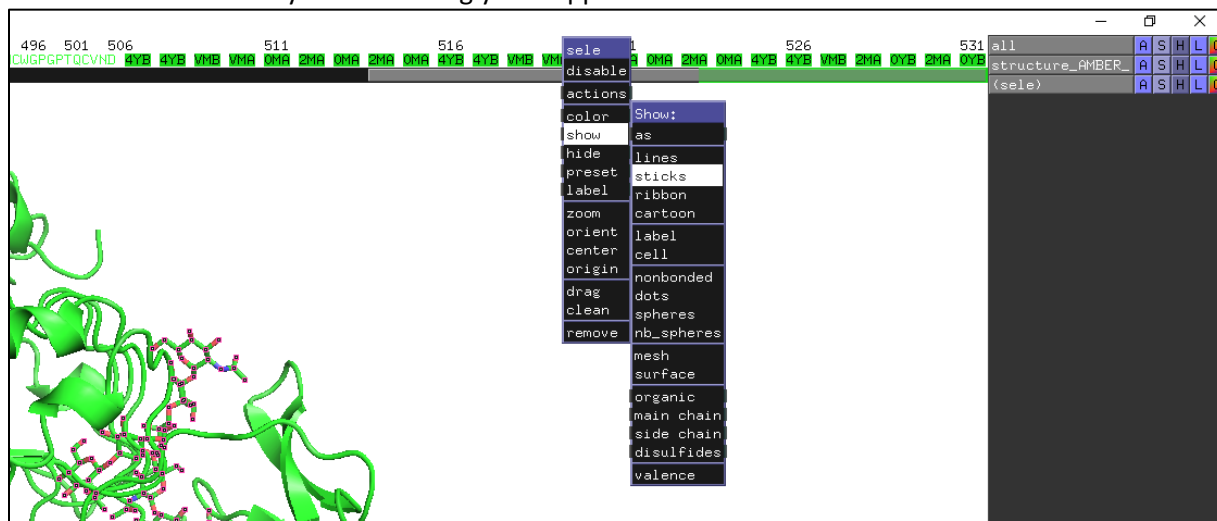 496 501 506 511 516 1 526 531
CWGPGPTQCVND 4YB 4YB VMB VMA 0MA 2MA 0MA 2MA 0MA 4YB 4YB VMB VM A 0MA 2MA 0MA 4YB 4YB VMB 2MA 0YB 2MA 0YB
all A S H L
structure_AMBER_ A S H L
(sele) A S H L
sele
disable
actions
color
show
hide
preset
label
zoom
orient
center
origin
drag
clean
remove
Show:
as
lines
sticks
ribbon
cartoon
label
cell
nonbonded
dots
spheres
nb_spheres
mesh
surface
organic
main chain
side chain
disulfides
valence